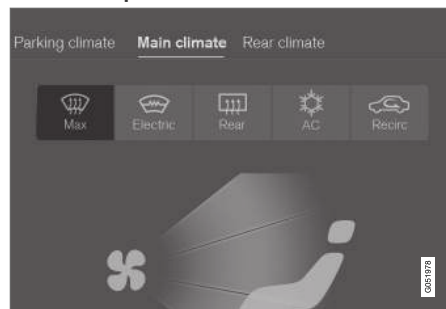 Parking climate Main climate Rear climate
Max Electric Rear AC Recirc
G051978